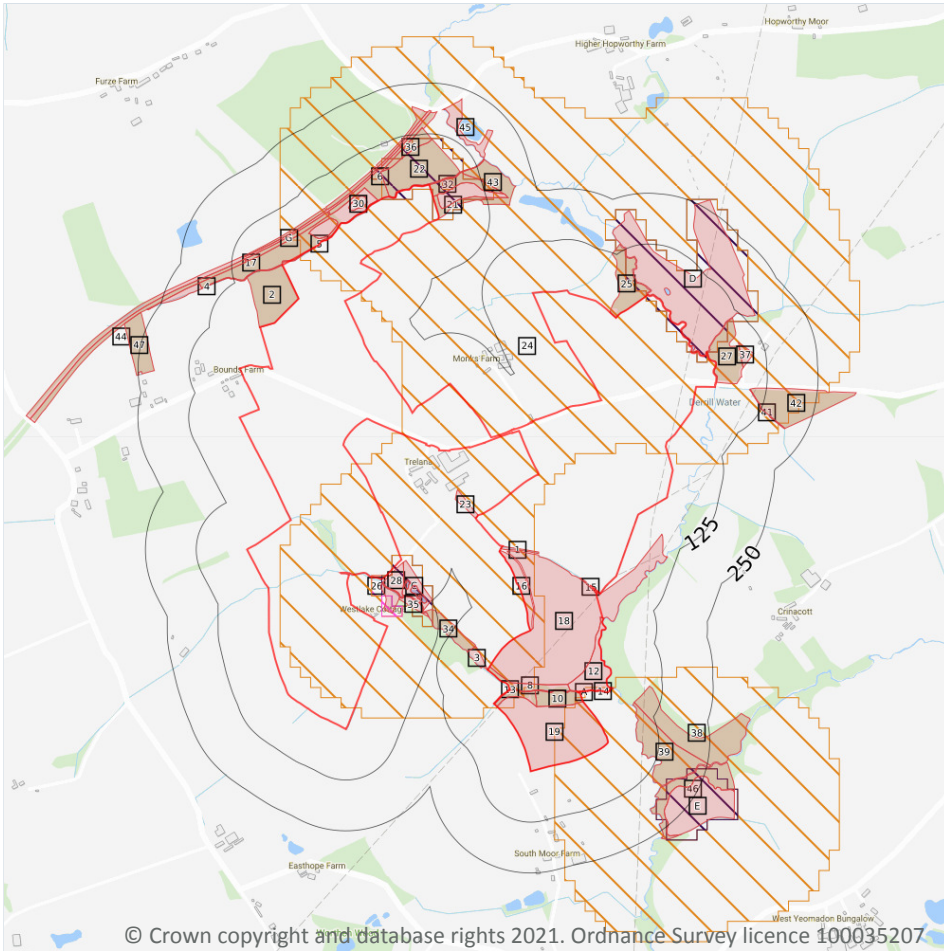 Hopworthy Moor
Higher Hopworthy Farm
Furze Farm
45
36
22
6
32
43
21
30
G
5
17
D
25
4
2
44
47
24
Monks Farm
27
37
Bounds Farm
Derrill Water
42
41
Trelana
23
125
1
250
28
26
C
16
15
35
Westlake Cottage
Crinacott
18
34
3
12
8
13
A
14
10
19
38
39
46
E
South Moor Farm
Easthope Farm
West Yeomadon Bungalow
© Crown copyright and database rights 2021. Ordnance Survey licence 100035207.